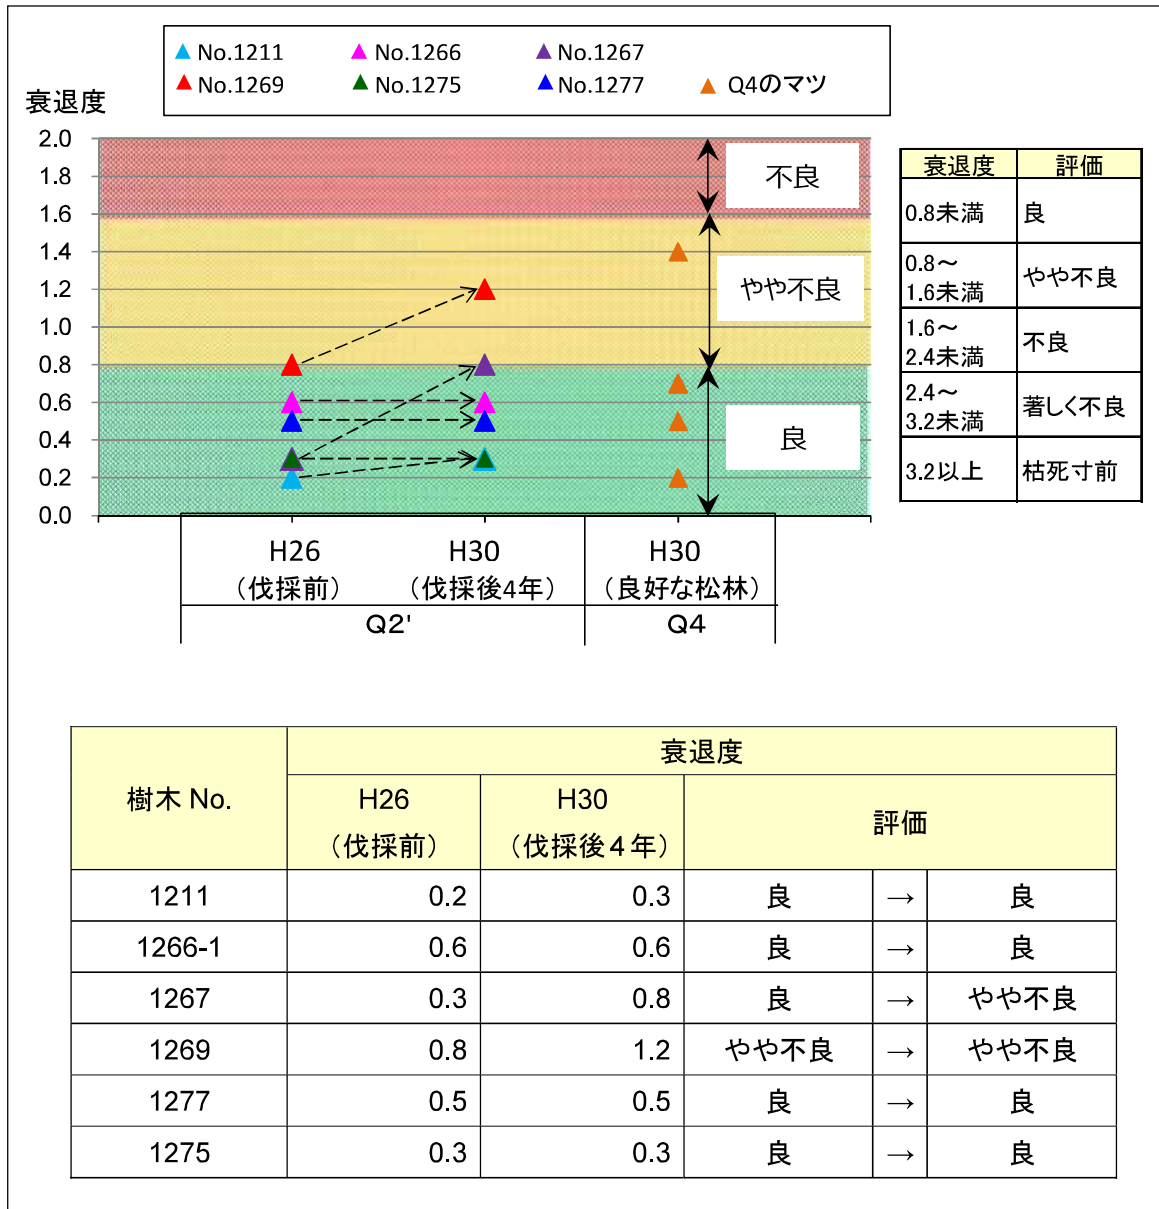 No.1211 No.1266 No.1267
No.1269 No.1275 No.1277 Q4のマツ
衰退度
2.0
1.8
1.6
1.4
1.2
1.0
0.8
0.6
0.4
0.2
0.0
不良
やや不良
良
H26 H30 H30
（伐採前） （伐採後4年） （良好な松林）
Q2' Q4
衰退度 評価
0.8未満 良
0.8～
1.6未満 やや不良
1.6～
2.4未満 不良
2.4～
3.2未満 著しく不良
3.2以上 枯死寸前
樹木 No. 衰退度
H26 H30 評価
（伐採前） （伐採後４年）
1211 0.2 0.3 良 → 良
1266-1 0.6 0.6 良 → 良
1267 0.3 0.8 良 → やや不良
1269 0.8 1.2 やや不良 → やや不良
1277 0.5 0.5 良 → 良
1275 0.3 0.3 良 → 良